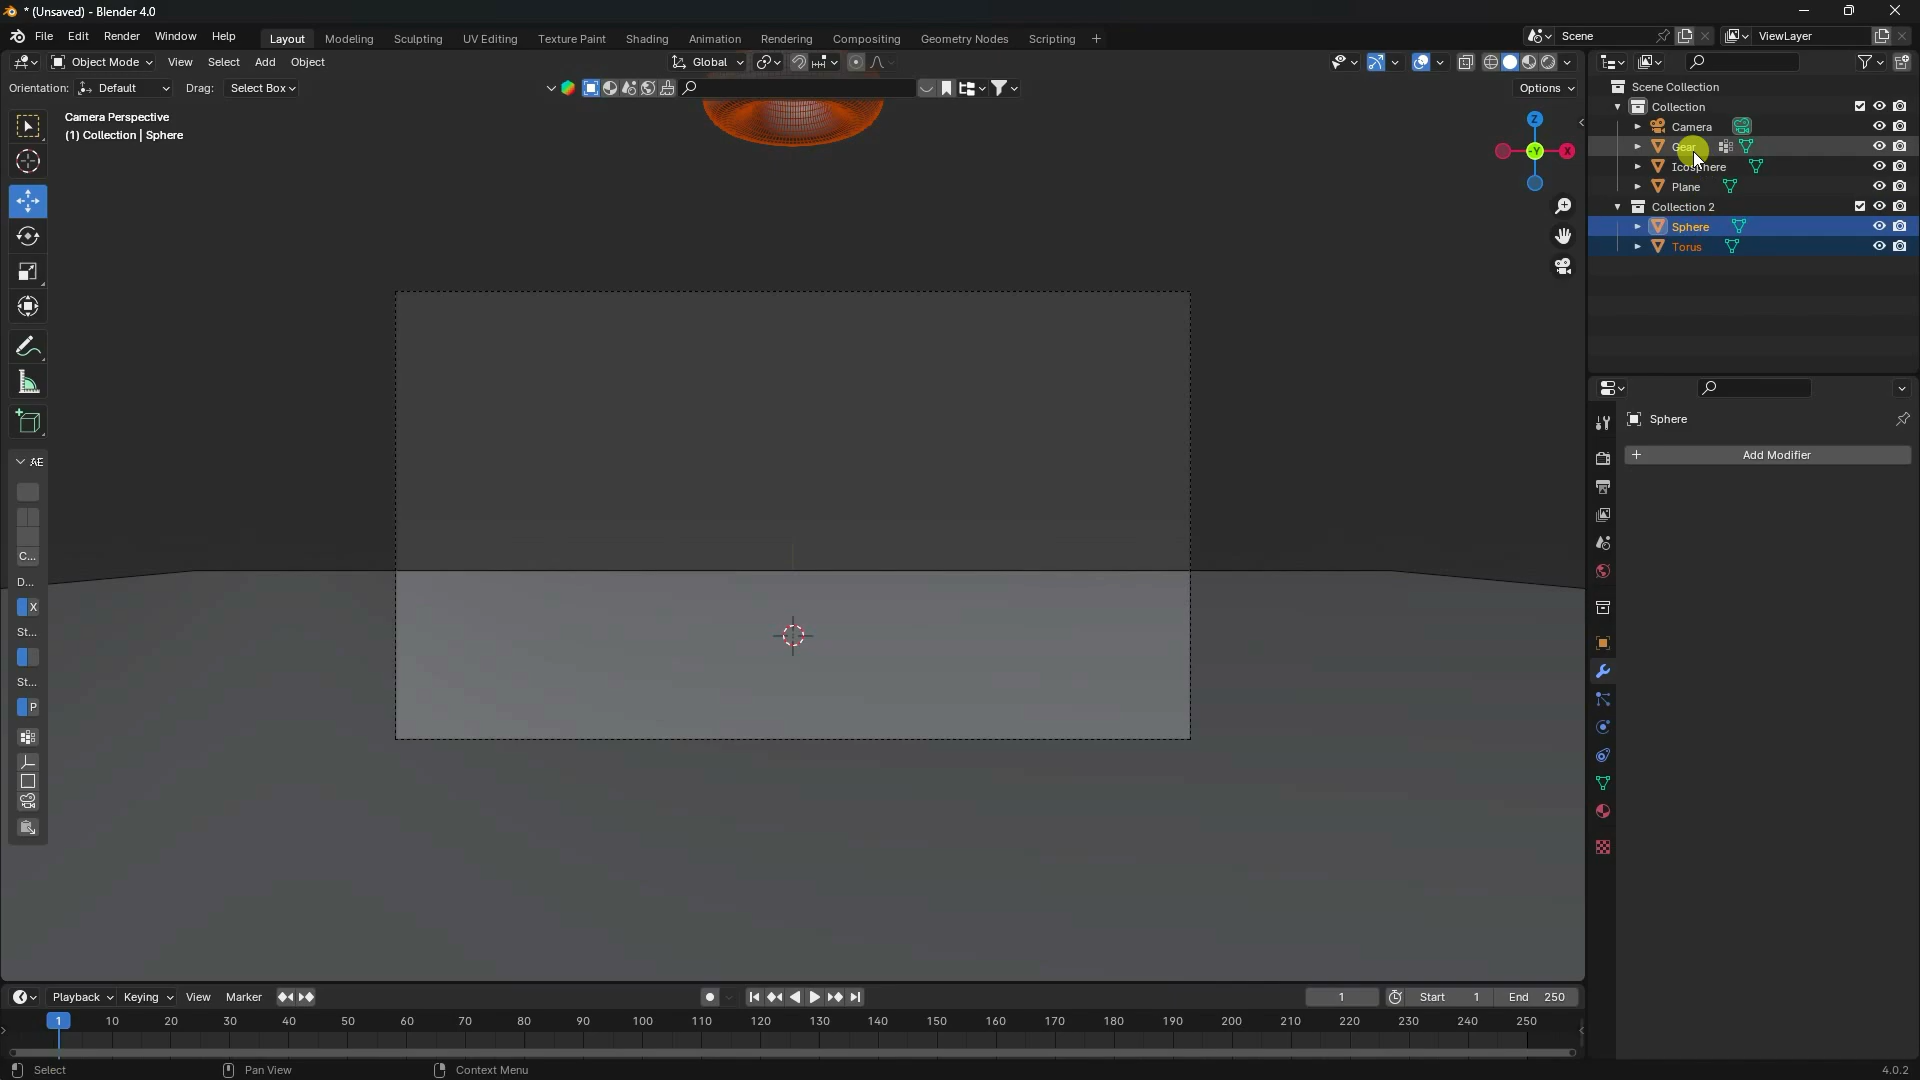 * (Unsaved) - Blender 4.0
File Edit Render Window Help Layout Modeling Sculpting UV Editing Texture Paint Shading Animation Rendering Compositing Geometry Nodes Scripting + Scene ViewLayer
Object Mode View Select Add Object Global
Orientation: Default Drag: Select Box Options
Camera Perspective
(1) Collection | Sphere
Z
-Y X
Scene Collection
Collection
Camera
Gear
Icosphere
Plane
Collection 2
Sphere
Torus
Sphere
+ Add Modifier
AE
C...
D...
X
St...
St...
P
Playback Keying View Marker 1 Start 1 End 250
1 10 20 30 40 50 60 70 80 90 100 110 120 130 140 150 160 170 180 190 200 210 220 230 240 250
Select Pan View Context Menu 4.0.2